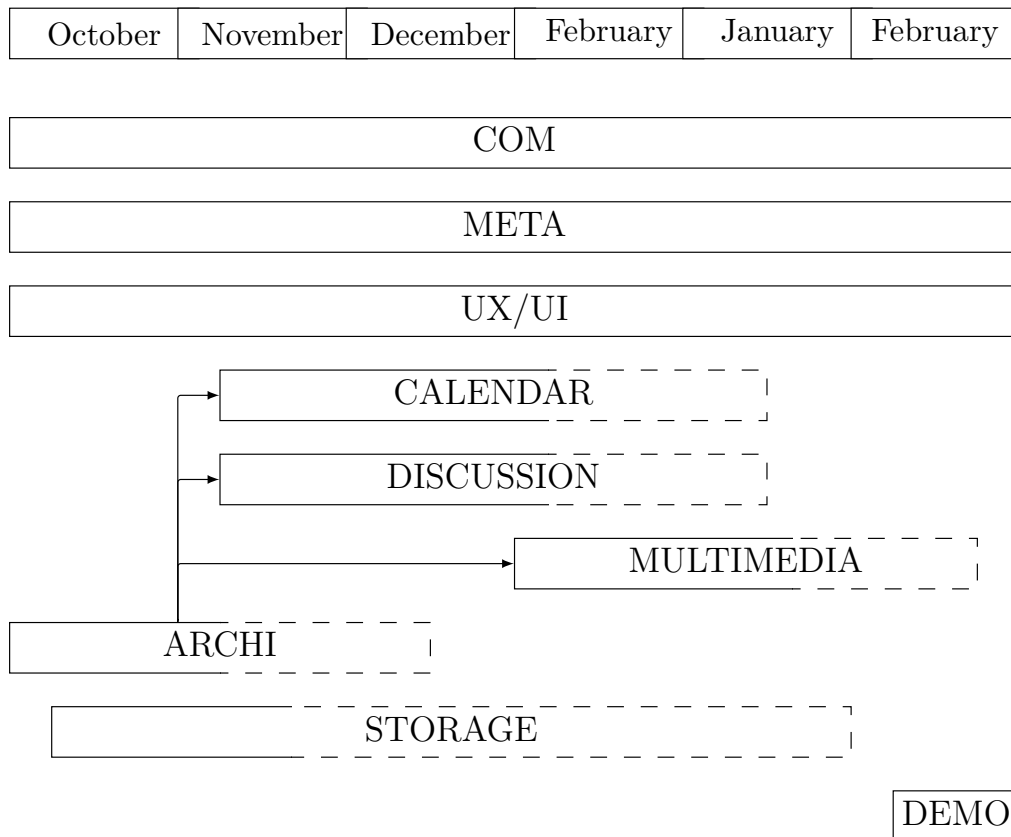 October November December February January February
COM
META
UX/UI
CALENDAR
DISCUSSION
MULTIMEDIA
ARCHI
STORAGE
DEMO